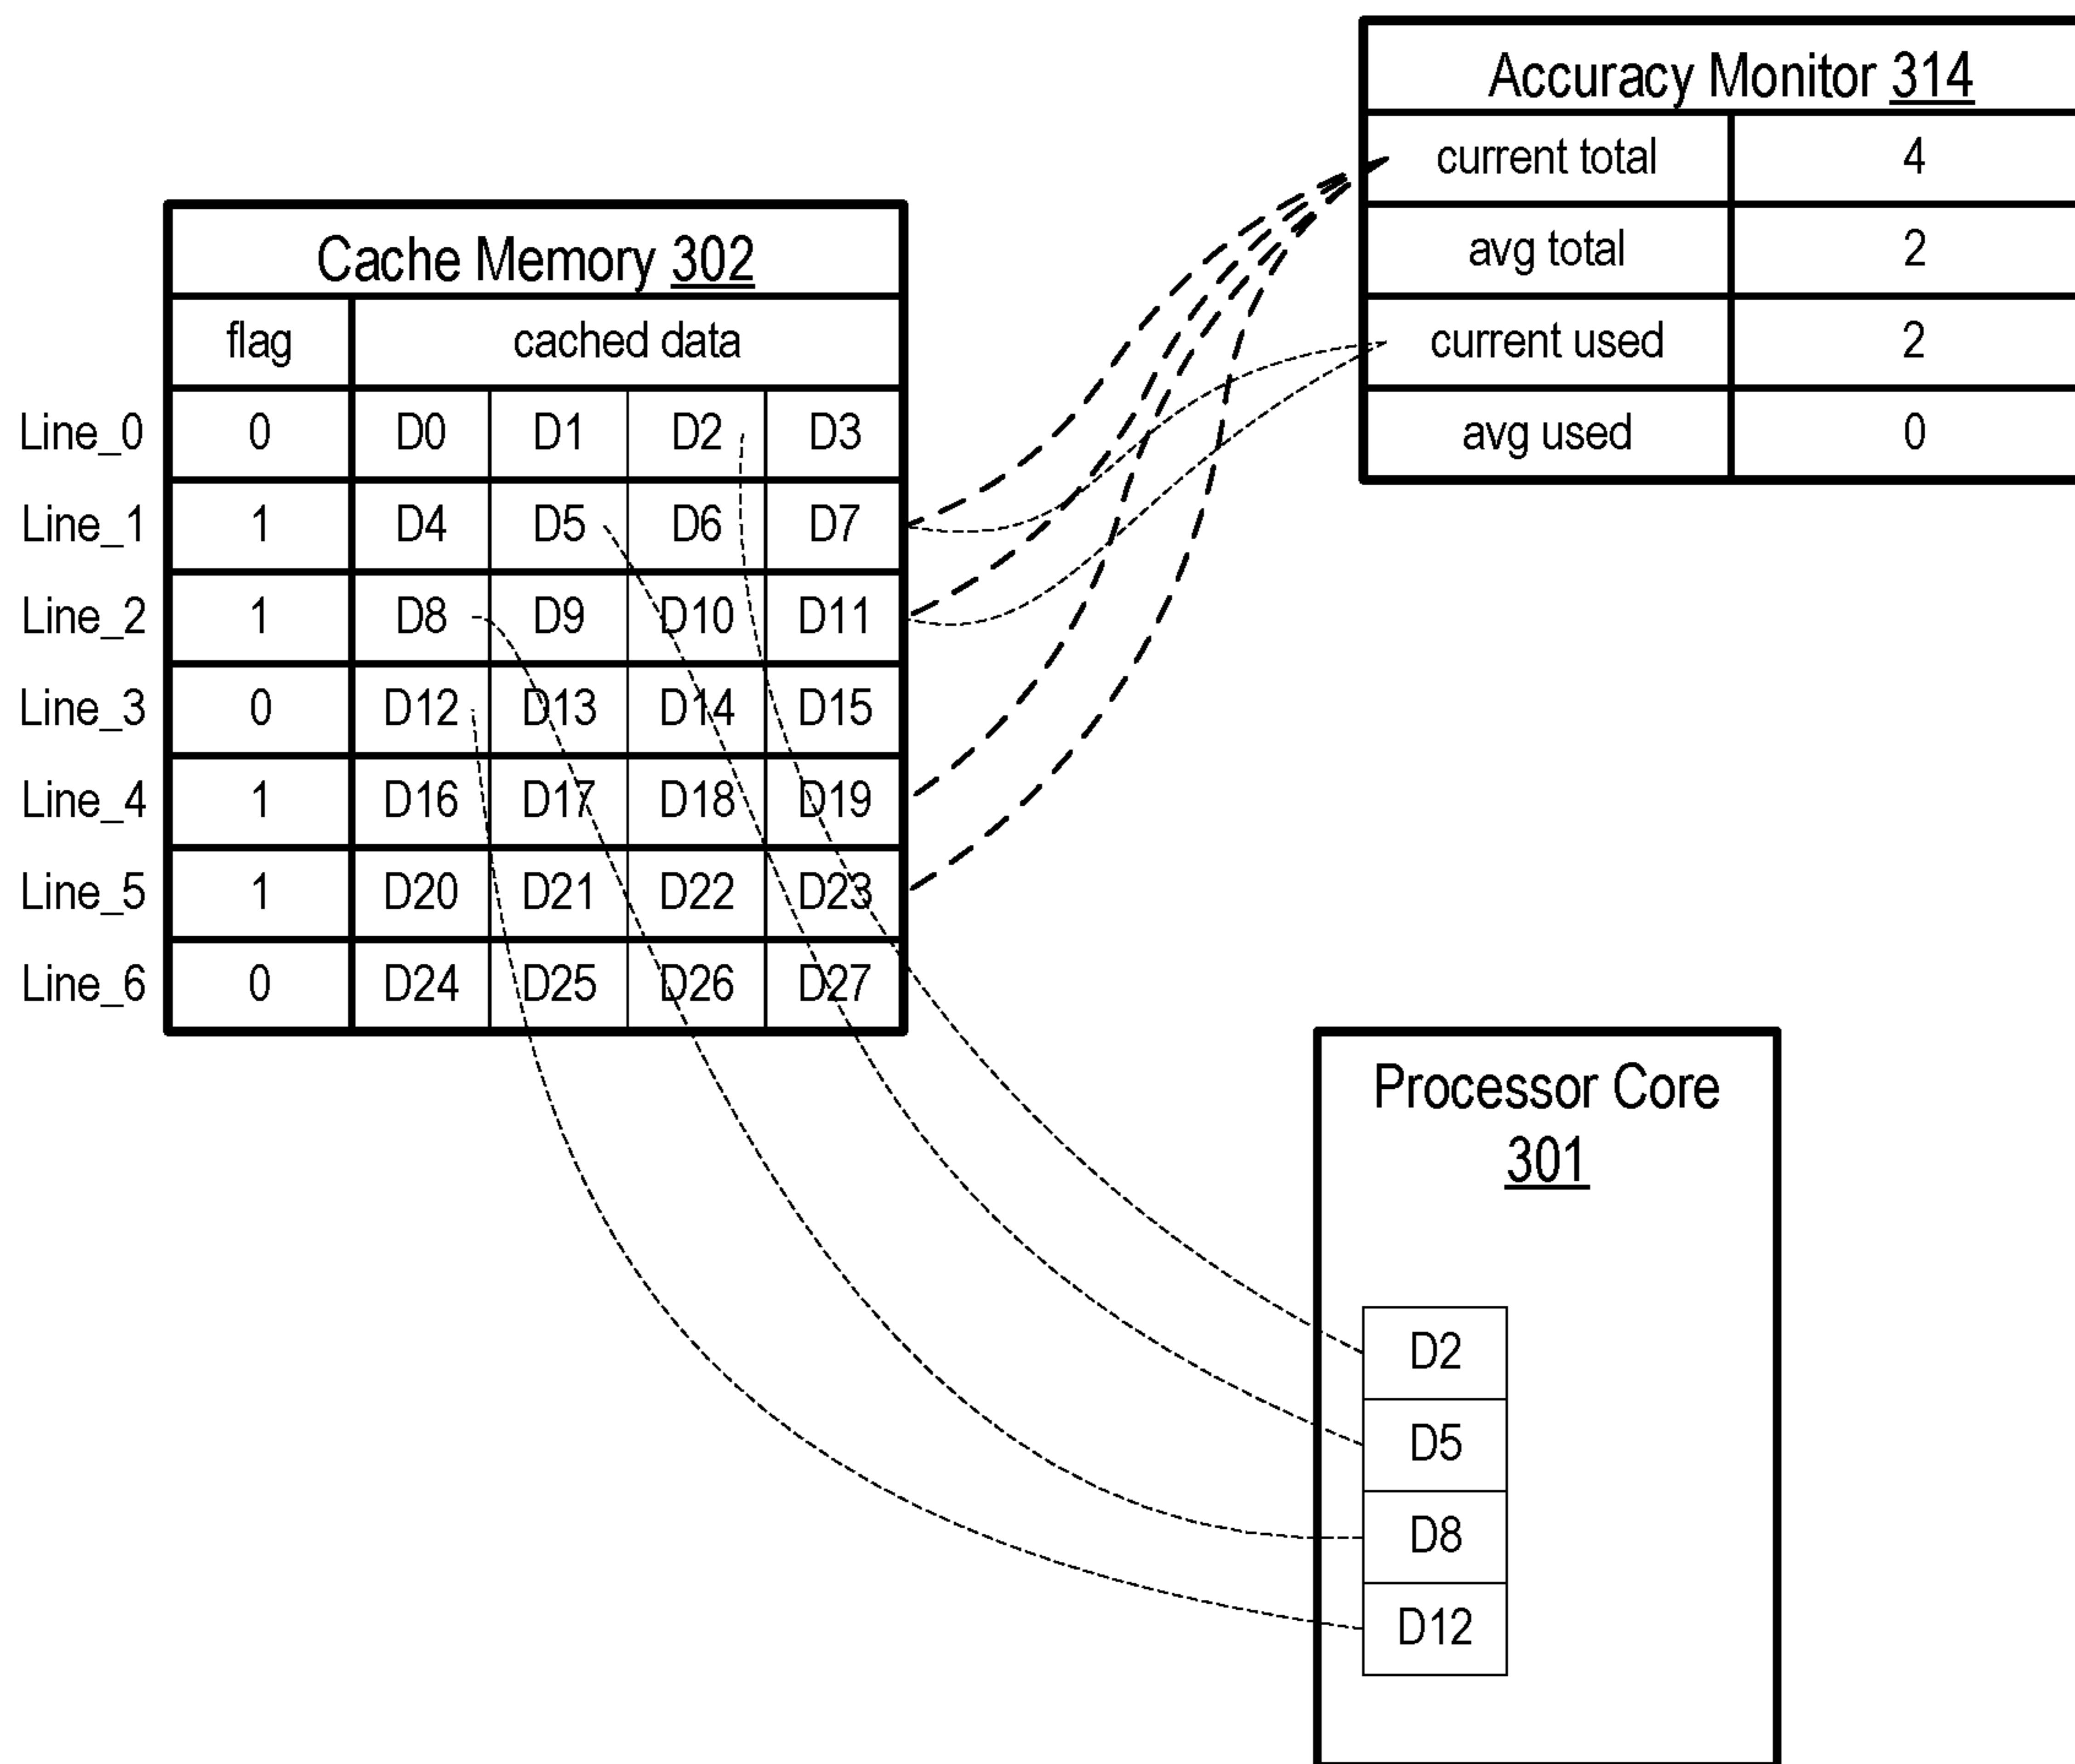 Accuracy Monitor 314
current total 4
avg total 2
current used 2
avg used 0
Cache Memory 302
flag cached data
Line_0 0 D0 D1 D2 D3
Line_1 1 D4 D5 D6 D7
Line_2 1 D8 D9 D10 D11
Line_3 0 D12 D13 D14 D15
Line_4 1 D16 D17 D18 D19
Line_5 1 D20 D21 D22 D23
Line_6 0 D24 D25 D26 D27
Processor Core
301
D2
D5
D8
D12